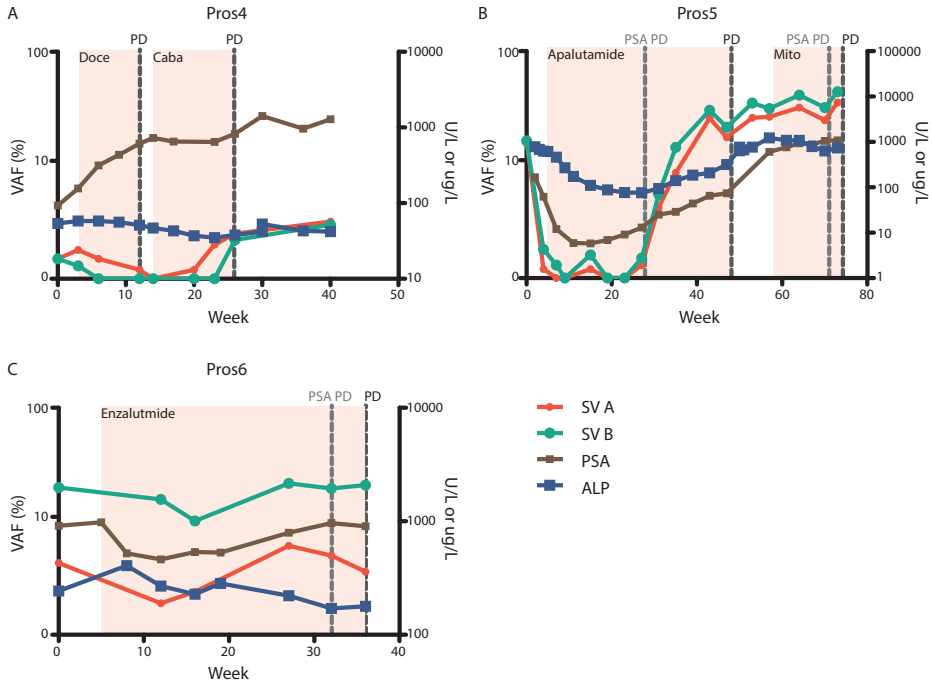 A
Pros4
PD
PD
Doce
Caba
100
10
0
VAF (%)
10000
1000
100
10
U/L or ug/L
0
10
20
30
40
50
Week
B
Pros5
PSA PD
PD
PSA PD
PD
Apalutamide
Mito
100
10
0
VAF (%)
100000
10000
1000
100
10
1
U/L or ug/L
0
20
40
60
80
Week
C
Pros6
PSA PD
PD
Enzalutmide
100
10
0
VAF (%)
10000
1000
100
U/L or ug/L
0
10
20
30
40
Week
SV A
SV B
PSA
ALP